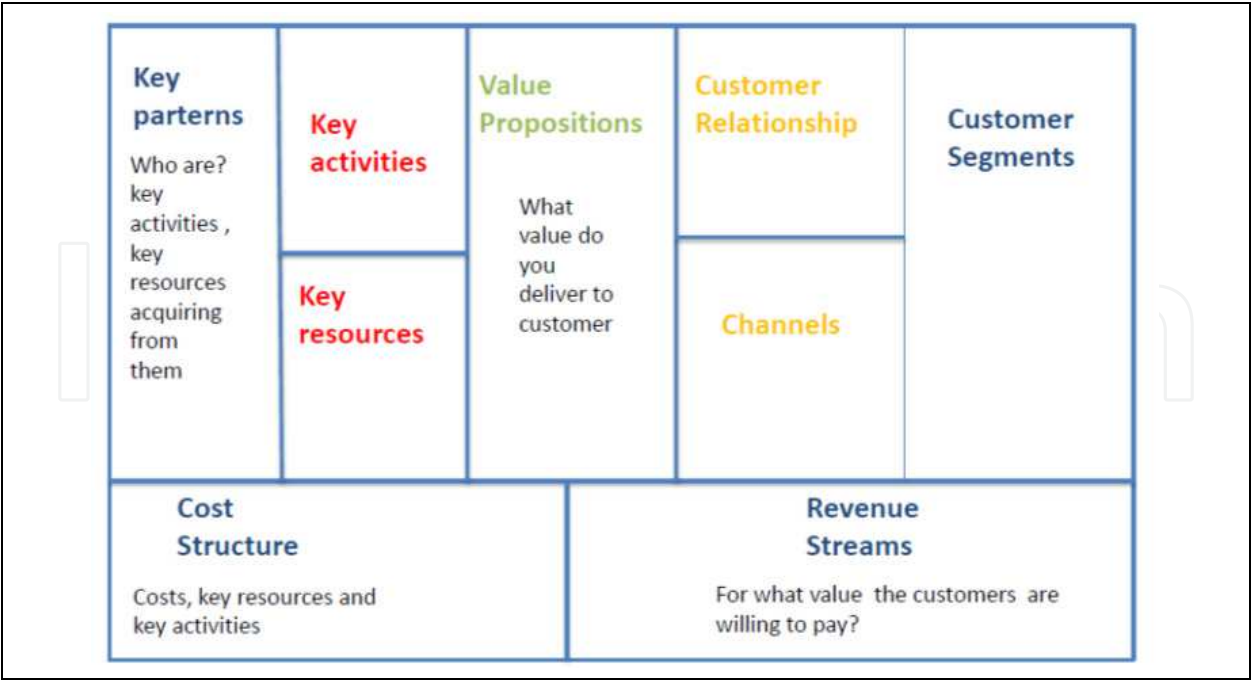 Key
parterns
Who are?
key
activities ,
key
resources
acquiring
from
them
Key
activities
Key
resources
Value
Propositions
What
value do
you
deliver to
customer
Customer
Relationship
Channels
Customer
Segments
Cost
Structure
Costs, key resources and
key activities
Revenue
Streams
For what value the customers are
willing to pay?